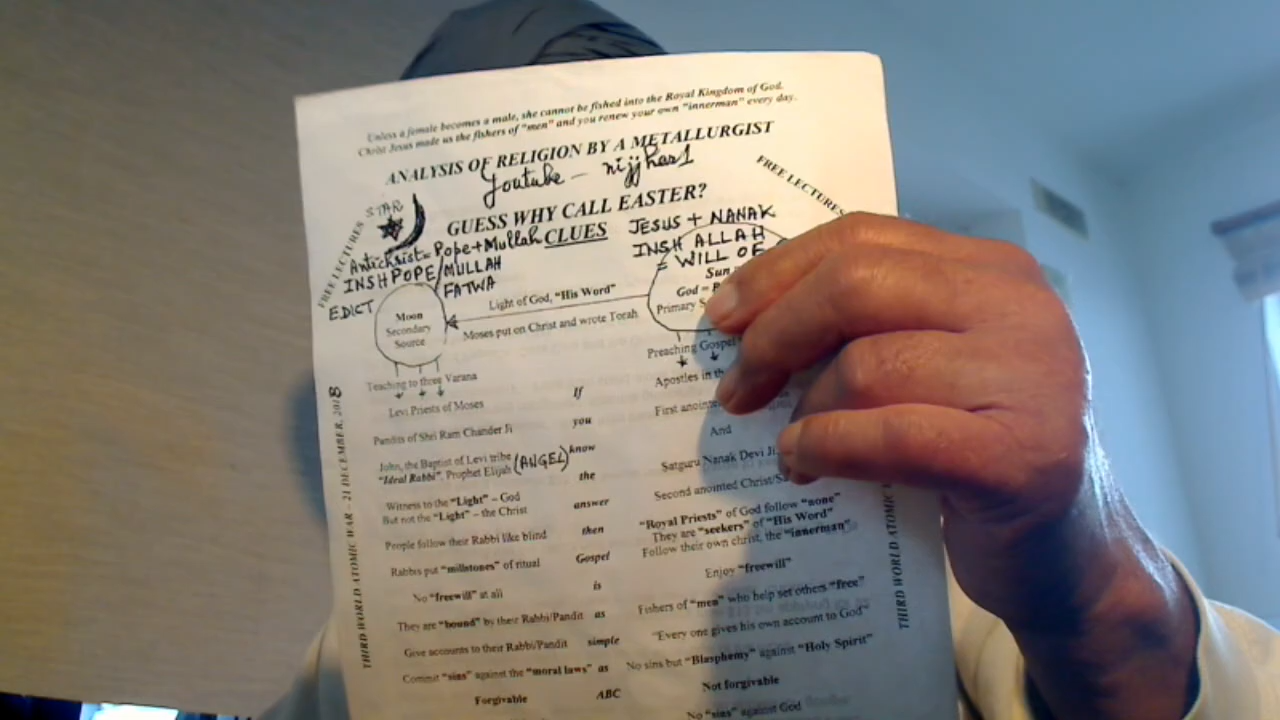 Unless a female becomes a male, she cannot be fished into the Royal Kingdom of God.
Christ Jesus made us the fishers of "men" and you renew your own "innerman" every day.
ANALYSIS OF RELIGION BY A METALLURGIST
Youtube - nijjhar1
FREE LECTURES
GUESS WHY CALL EASTER?
CLUES
STAR
FREE LECTURES
Antichrist = Pope + Mullah
INSH POPE/MULLAH
EDICT FATWA
JESUS + NANAK
INSH ALLAH
= WILL OF
Sun
God =
Primary
Moon
Secondary
Source
Light of God, "His Word"
Moses put on Christ and wrote Torah
Preaching Gospel
Teaching to three Varana
Apostles in
Levi Priests of Moses
If
First anointed
Pandits of Shri Ram Chander Ji
you
And
John, the Baptist of Levi tribe
"Ideal Rabbi", Prophet Elijah (ANGEL)
know
Satguru Nanak Devi Ji
the
Second anointed
Witness to the "Light" – God
But not the "Light" – the Christ
answer
"Royal Priests" of God follow "none"
They are "seekers" of "His Word"
People follow their Rabbi like blind
then
Follow their own christ, the "innerman"
Rabbis put "millstones" of ritual
Gospel
Enjoy "freewill"
No "freewill" at all
is
Fishers of "men" who help set others "free"
They are "bound" by their Rabbi/Pandit
as
"Every one gives his own account to God"
Give accounts to their Rabbi/Pandit
simple
No sins but "Blasphemy" against "Holy Spirit"
Commit "sins" against the "moral laws"
as
Not forgivable
Forgivable
ABC
No "sins" against God
THIRD WORLD ATOMIC WAR – 21 DECEMBER, 2018
THIRD WORLD ATOMIC